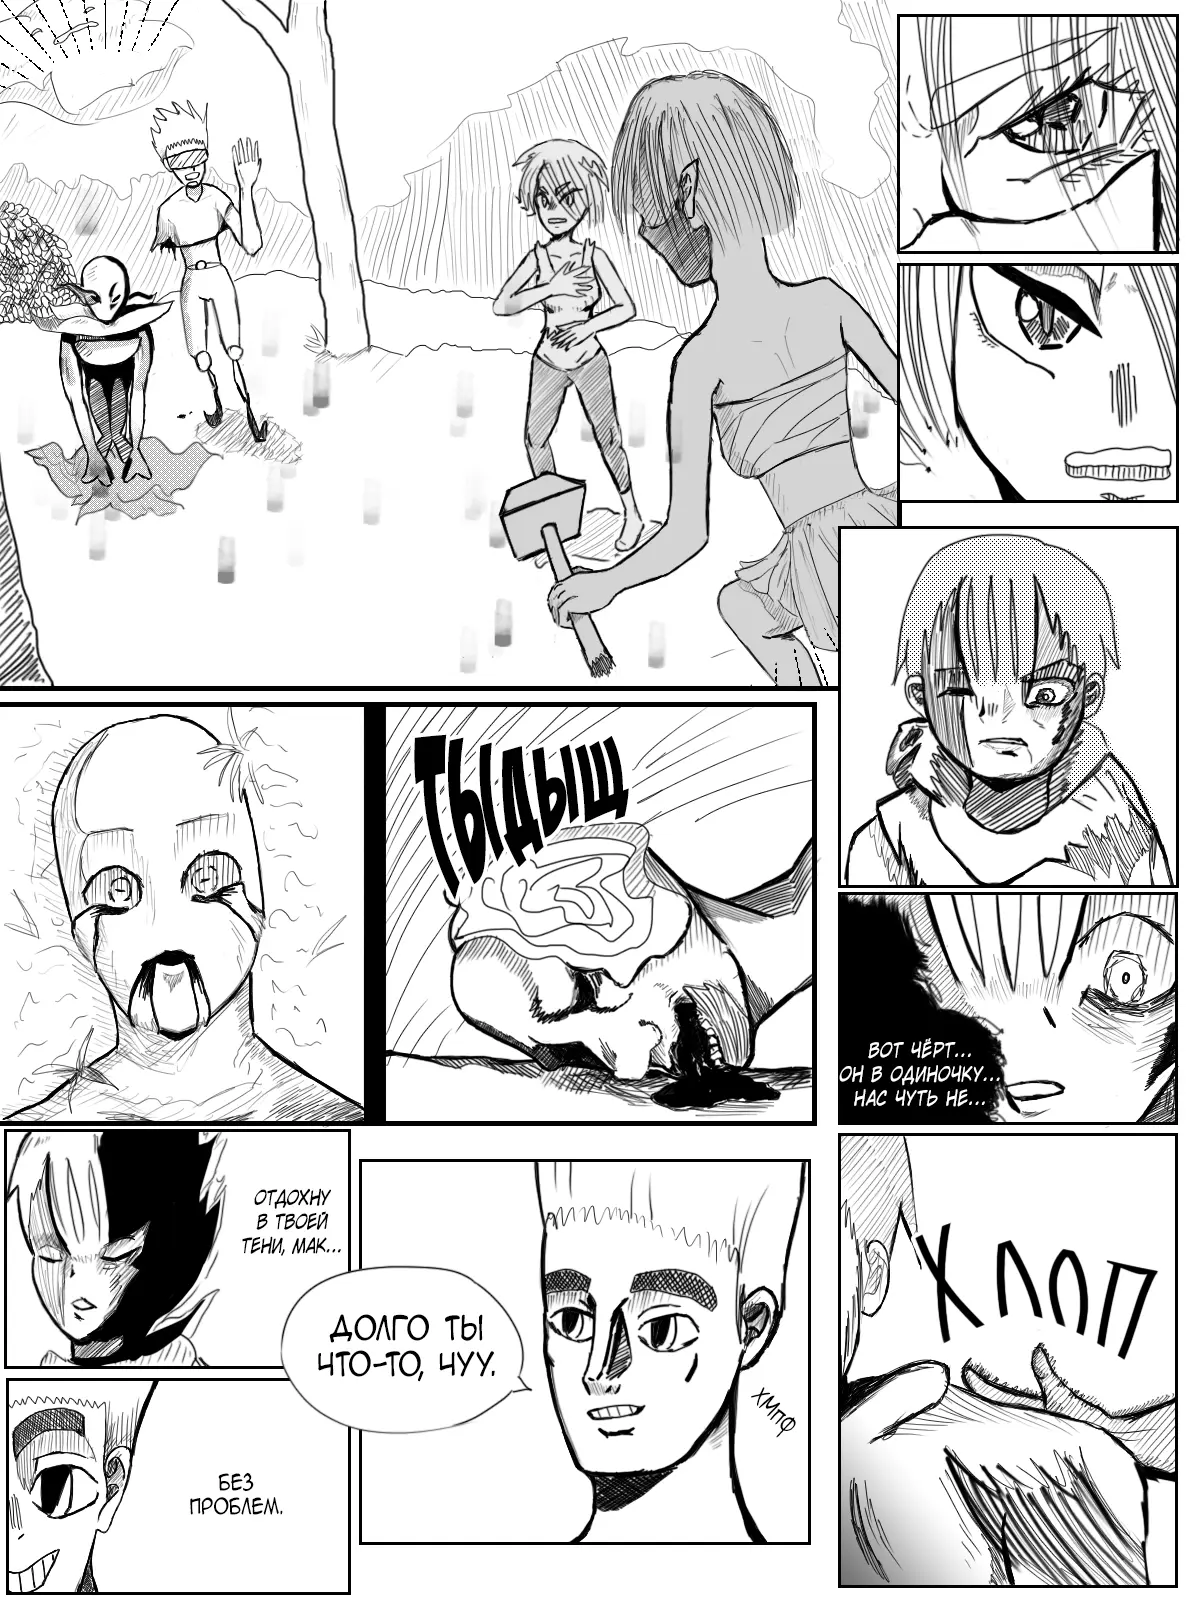 ТЫДЫЩ
ВОТ ЧЁРТ...
ОН В ОДИНОЧКУ...
НАС ЧУТЬ НЕ...
ХЛОП
ДОЛГО ТЫ
ЧТО-ТО, ЧУУ.
ХМПФ
ОТДОХНУ
В ТВОЕЙ
ТЕНИ, МАК...
БЕЗ
ПРОБЛЕМ.